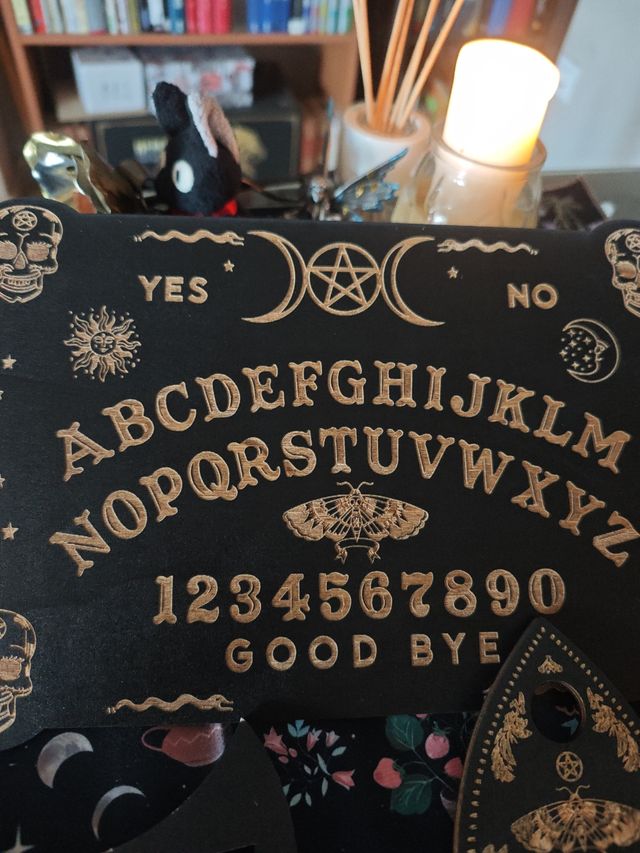 YES NO
ABCDEFGHIJKLM
NOPQRSTUVWXYZ
1234567890
GOOD BYE